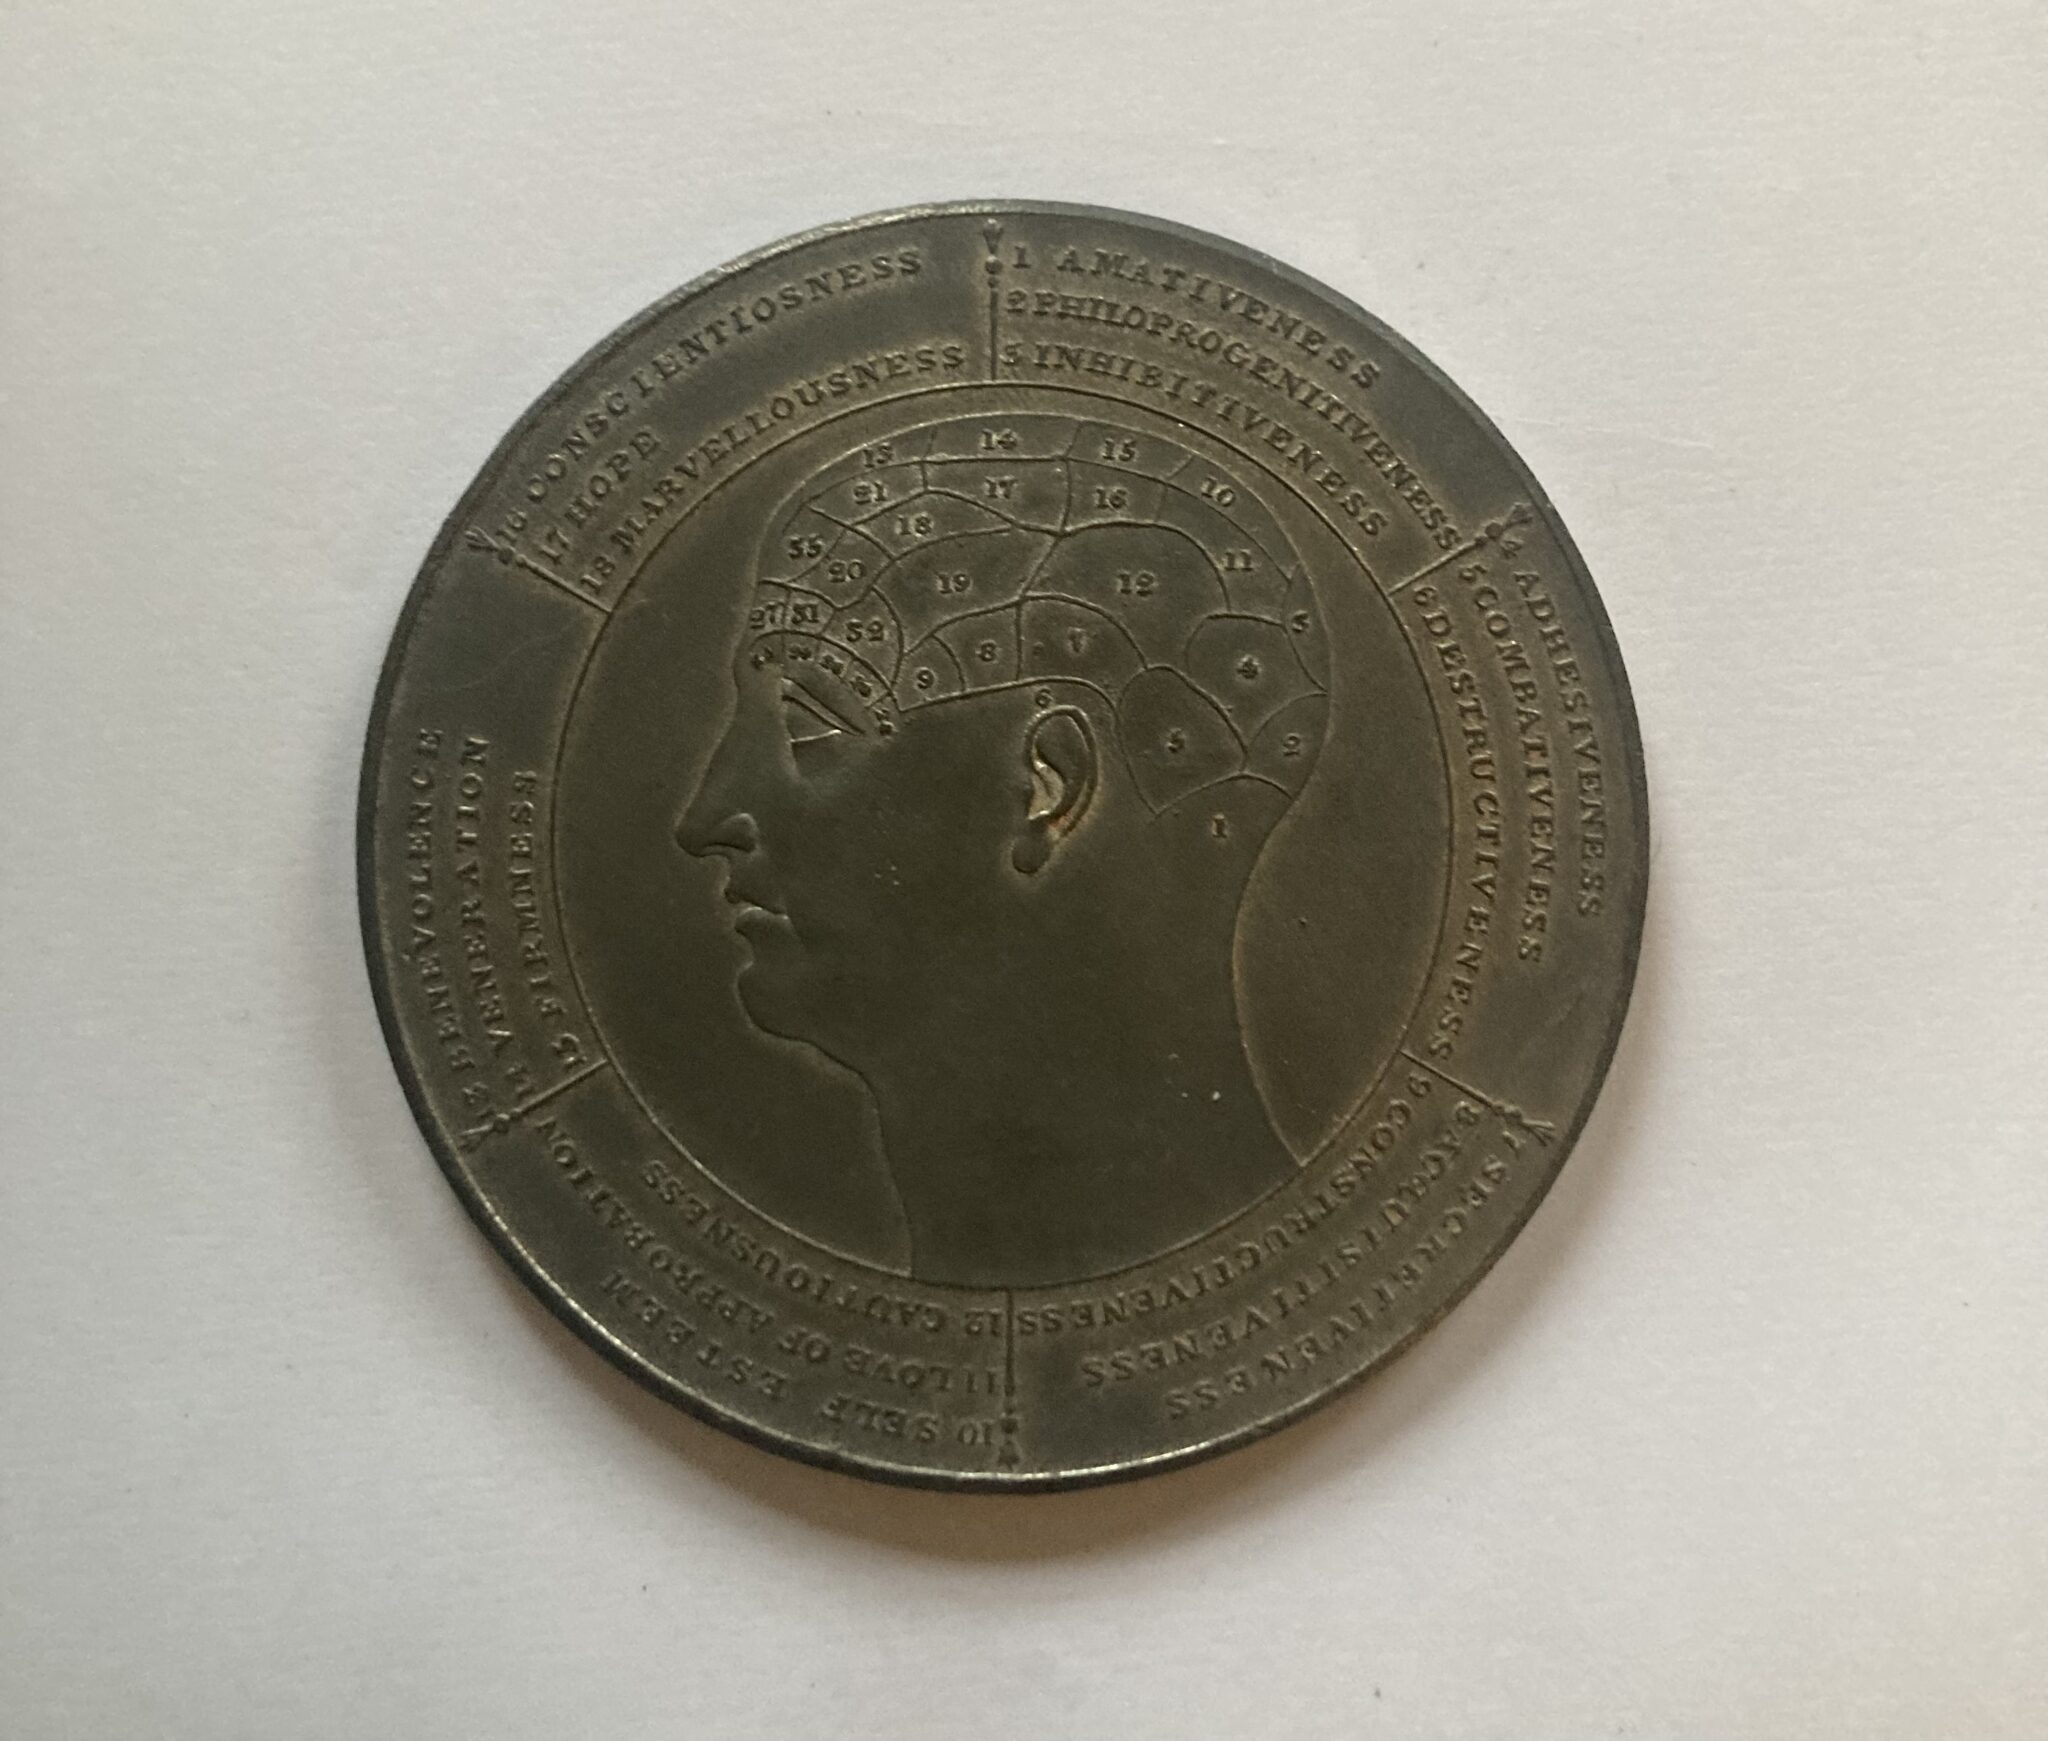 1 AMATIVENESS
2 PHILOPROGENITIVENESS
3 INHIBITIVENESS
4 ADHESIVENESS
5 COMBATIVENESS
6 DESTRUCTIVENESS
7 SECRETIVENESS
8 ACQUISITIVENESS
9 CONSTRUCTIVENESS
10 SELF ESTEEM
11 LOVE OF APPROBATION
12 CAUTIOUSNESS
13 BENEVOLENCE
14 VENERATION
15 FIRMNESS
16 CONSCIENTIOSNESS
17 HOPE
18 MARVELLOUSNESS
13 14 15
21 17 16 10
18
33 20 19 12 11
27 31 32 3
9 8 7 4
6
5 2
1